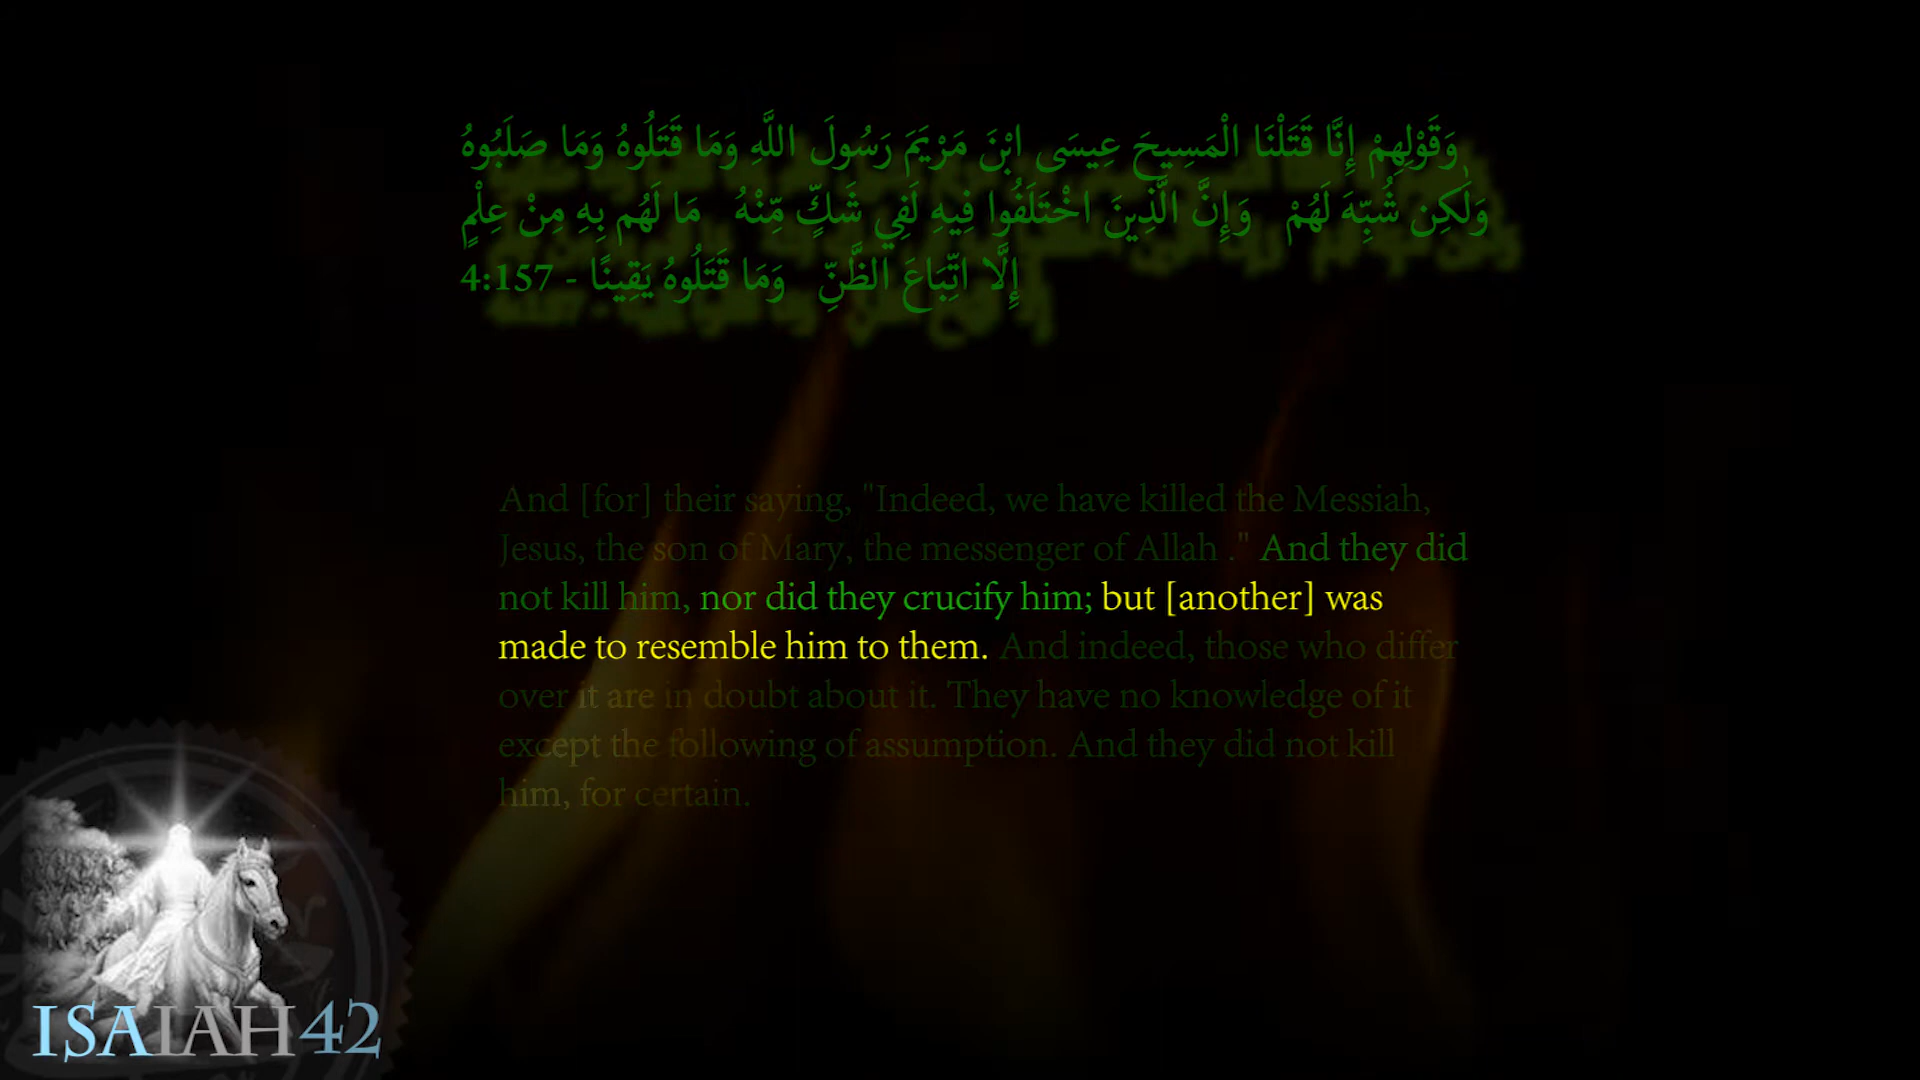 وَقَوْلِهِمْ إِنَّا قَتَلْنَا الْمَسِيحَ عِيسَى ابْنَ مَرْيَمَ رَسُولَ اللَّهِ وَمَا قَتَلُوهُ وَمَا صَلَبُوهُ
وَلَٰكِن شُبِّهَ لَهُمْ وَإِنَّ الَّذِينَ اخْتَلَفُوا فِيهِ لَفِي شَكٍّ مِّنْهُ مَا لَهُم بِهِ مِنْ عِلْمٍ
إِلَّا اتِّبَاعَ الظَّنِّ وَمَا قَتَلُوهُ يَقِينًا - 4:157
And [for] their saying, "Indeed, we have killed the Messiah,
Jesus, the son of Mary, the messenger of Allah ." And they did
not kill him, nor did they crucify him; but [another] was
made to resemble him to them. And indeed, those who differ
over it are in doubt about it. They have no knowledge of it
except the following of assumption. And they did not kill
him, for certain.
ISAIAH 42